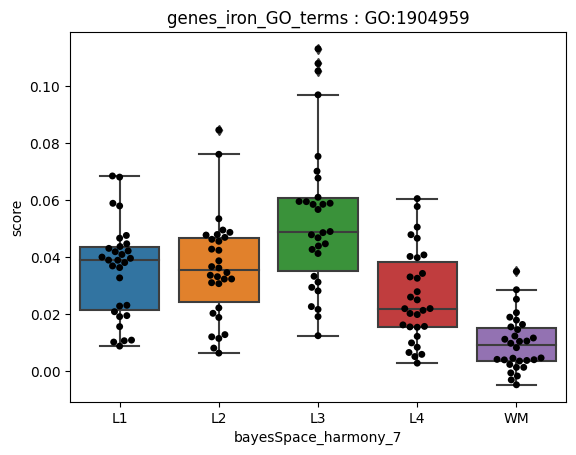 genes_iron_GO_terms : GO:1904959
0.10
0.08
0.06
0.04
0.02
0.00
score
L1 L2 L3 L4 WM
bayesSpace_harmony_7